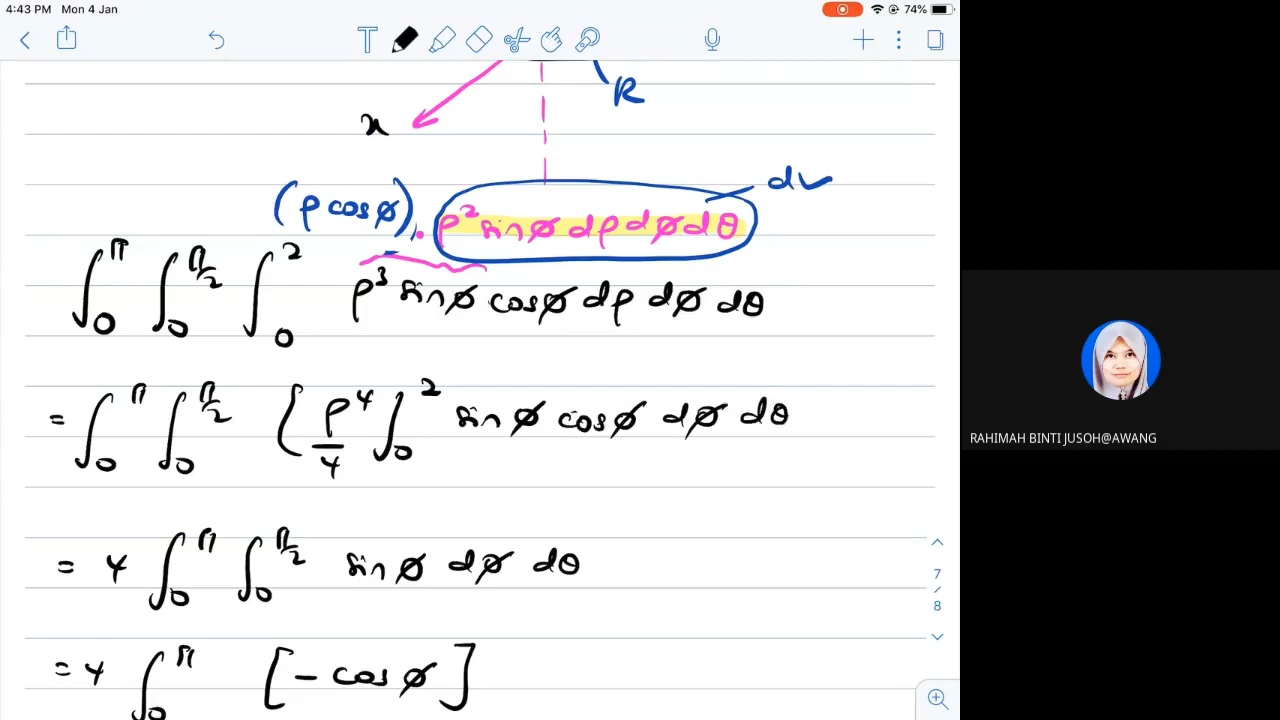 4:43 PM Mon 4 Jan 74%
T
R
x
(ρ cos φ) . ρ² sin φ dρ dφ dθ dv
∫₀^π ∫₀^{π/2} ∫₀² ρ³ sin φ cos φ dρ dφ dθ
= ∫₀^π ∫₀^{π/2} [ρ⁴/4]₀² sin φ cos φ dφ dθ
= 4 ∫₀^π ∫₀^{π/2} sin φ dφ dθ
= 4 ∫₀^π [- cos φ]
7
/
8
RAHIMAH BINTI JUSOH@AWANG